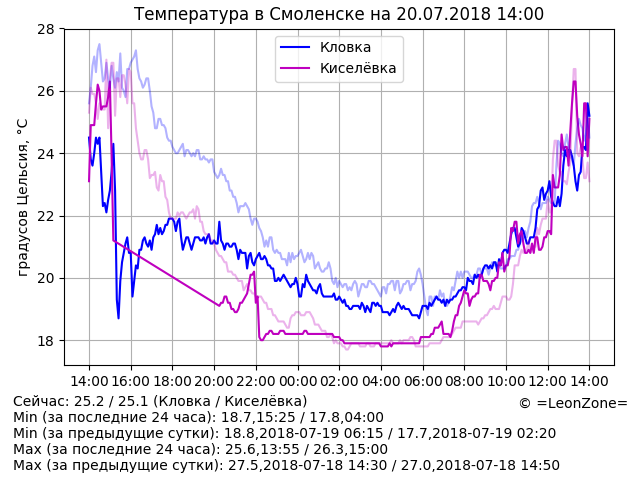 Температура в Смоленске на 20.07.2018 14:00
градусов Цельсия, °C
28
26
24
22
20
18
Кловка
Киселёвка
14:00 16:00 18:00 20:00 22:00 00:00 02:00 04:00 06:00 08:00 10:00 12:00 14:00
Сейчас: 25.2 / 25.1 (Кловка / Киселёвка)
© =LeonZone=
Min (за последние 24 часа): 18.7,15:25 / 17.8,04:00
Min (за предыдущие сутки): 18.8,2018-07-19 06:15 / 17.7,2018-07-19 02:20
Max (за последние 24 часа): 25.6,13:55 / 26.3,15:00
Max (за предыдущие сутки): 27.5,2018-07-18 14:30 / 27.0,2018-07-18 14:50